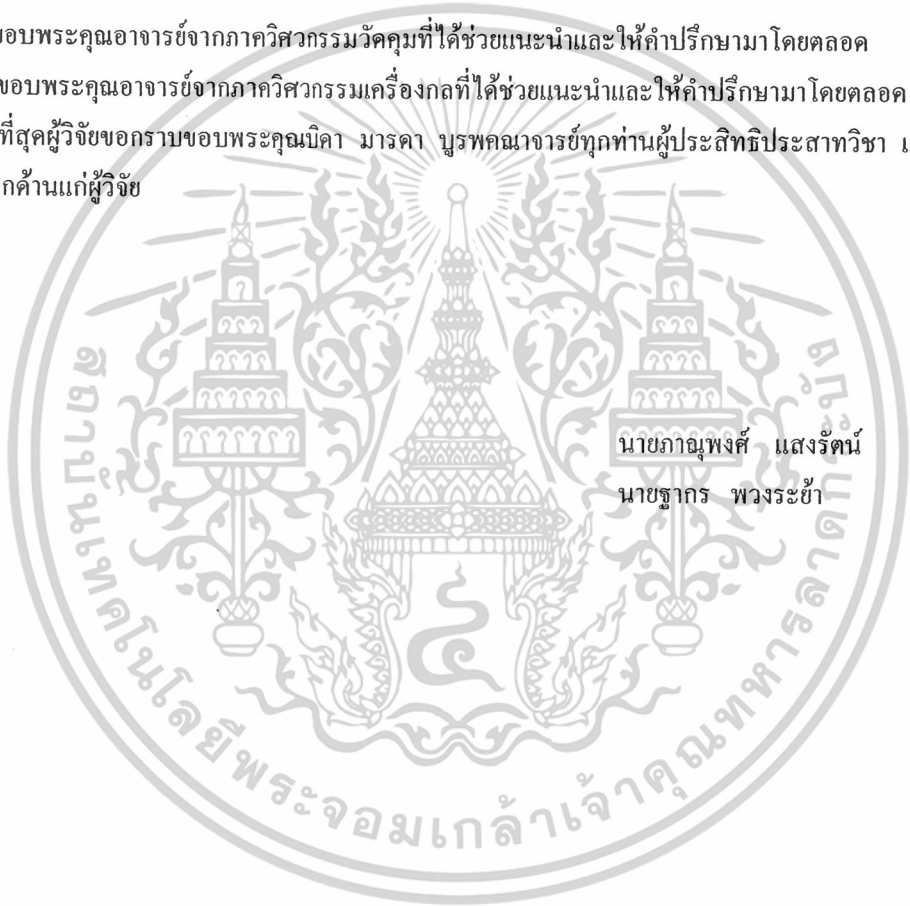 ขอบพระคุณอาจารย์จากภาควิศวกรรมวัดคุมที่ได้ช่วยแนะนำและให้คำปรึกษามาโดยตลอด
ขอบพระคุณอาจารย์จากภาควิศวกรรมเครื่องกลที่ได้ช่วยแนะนำและให้คำปรึกษามาโดยตลอด
ที่สุดผู้วิจัยขอกราบขอบพระคุณบิดา มารดา บูรพคณาจารย์ทุกท่านผู้ประสิทธิประสาทวิชา
กด้านแก่ผู้วิจัย
นายภาณุพงศ์ แสงรัตน์
นายฐากร พวงระย้า
สถาบันเทคโนโลยีพระจอมเกล้าเจ้าคุณทหารลาดกระบัง